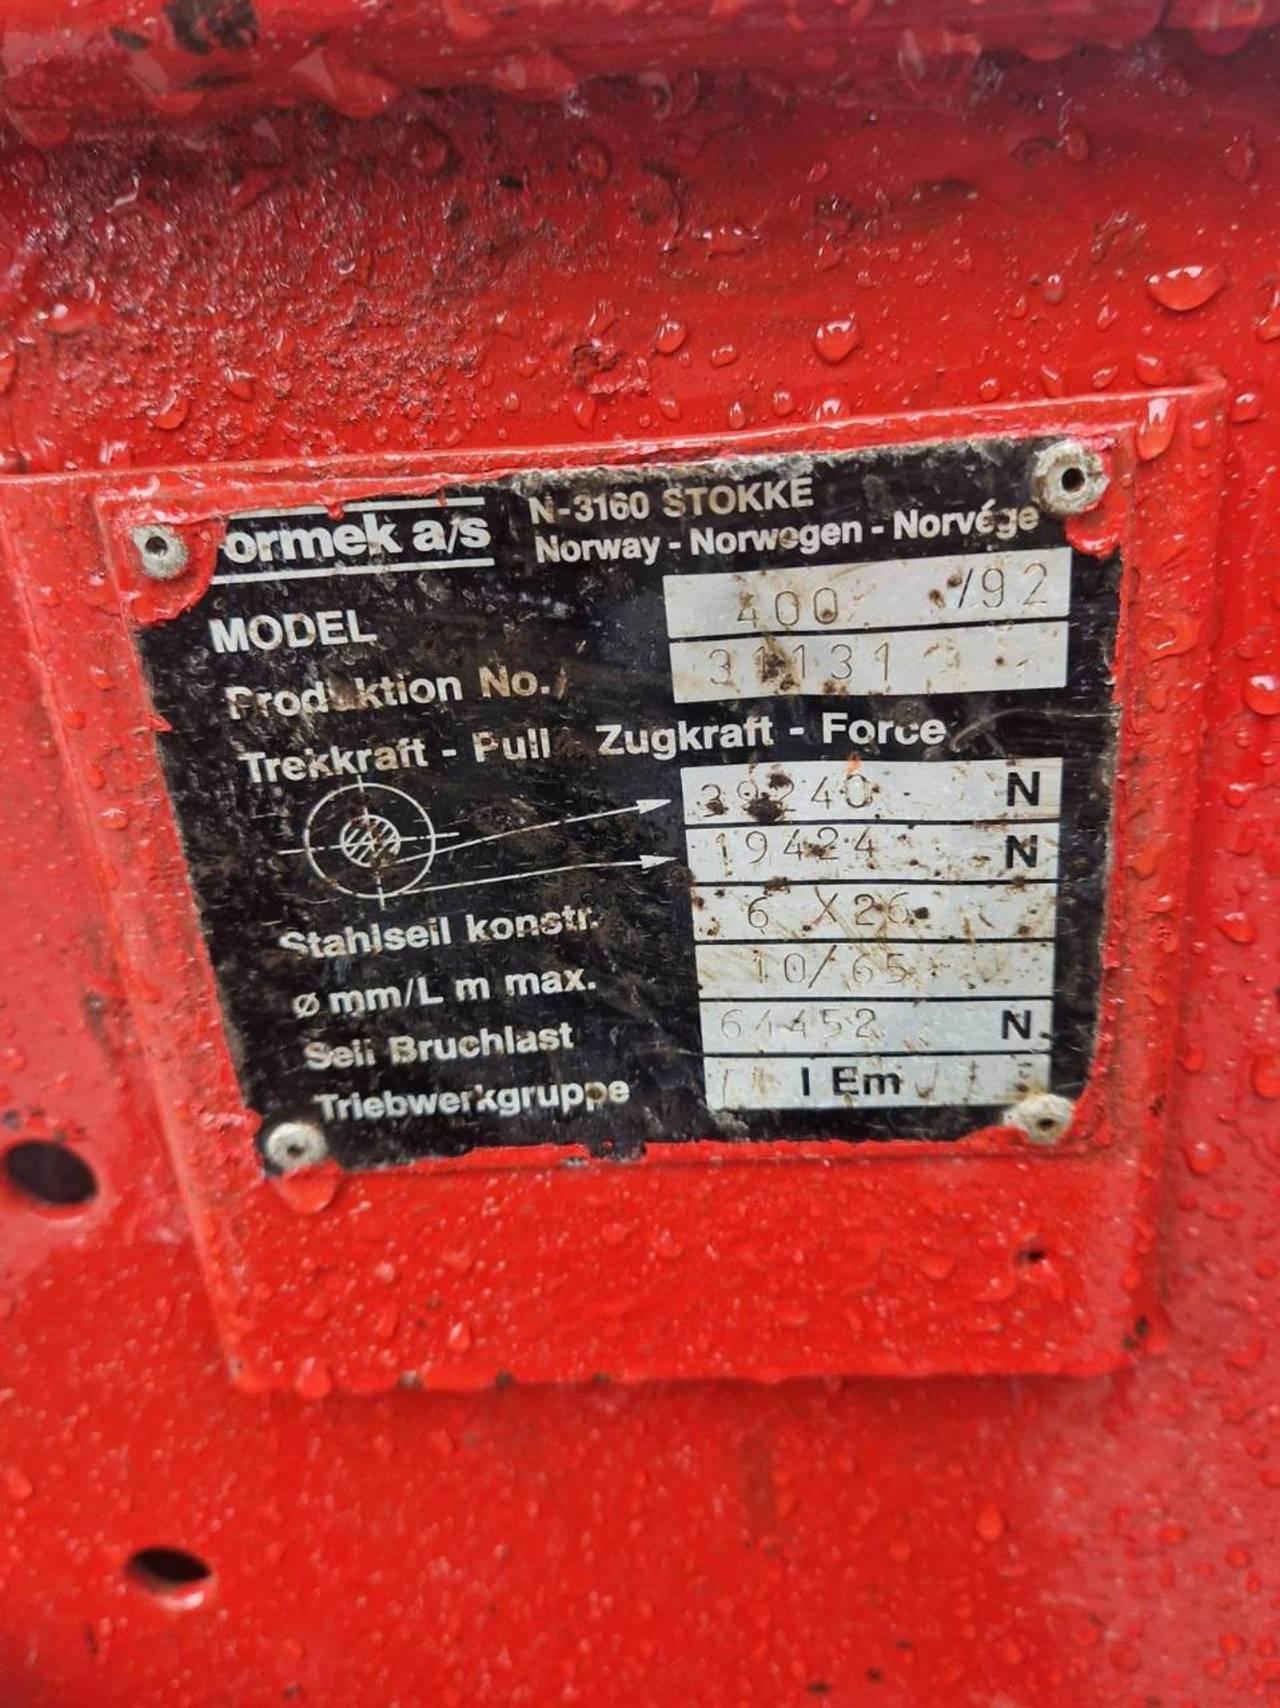 ormek a/s
N-3160 STOKKE
Norway - Norwegen - Norvége
MODEL 400 /92
Produktion No. 31131
Trekkraft - Pull Zugkraft - Force
39240 N
19424 N
Stahlseil konstr. 6 X26
ø mm/L m max. 10/65
Seil Bruchlast 64452 N
Triebwerkgruppe I Em